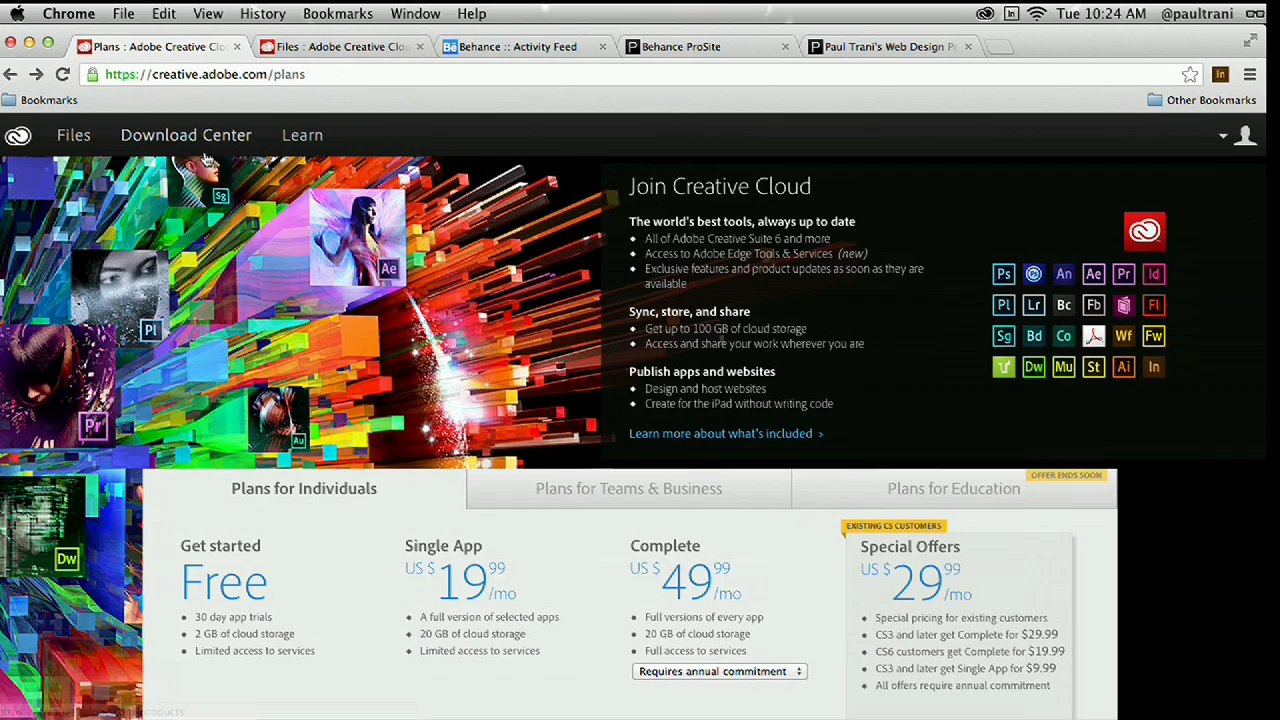 Chrome File Edit View History Bookmarks Window Help In Tue 10:24 AM @paultrani
Plans : Adobe Creative Clo Files : Adobe Creative Clou Bē Behance :: Activity Feed P Behance ProSite P Paul Trani's Web Design P
https://creative.adobe.com/plans In
Bookmarks Other Bookmarks
Files Download Center Learn
Sg
Ae
Pl
Pr
Au
Dw
Join Creative Cloud
The world's best tools, always up to date
• All of Adobe Creative Suite 6 and more
• Access to Adobe Edge Tools & Services (new)
• Exclusive features and product updates as soon as they are
available
Sync, store, and share
• Get up to 100 GB of cloud storage
• Access and share your work wherever you are
Publish apps and websites
• Design and host websites
• Create for the iPad without writing code
Learn more about what's included >
Ps An Ae Pr Id
Pl Lr Bc Fb Fl
Sg Bd Co Wf Fw
Dw Mu St Ai In
OFFER ENDS SOON
Plans for Individuals Plans for Teams & Business Plans for Education
Get started
Free
• 30 day app trials
• 2 GB of cloud storage
• Limited access to services
Single App
US $ 19 99 /mo
• A full version of selected apps
• 20 GB of cloud storage
• Limited access to services
Complete
US $ 49 99 /mo
• Full versions of every app
• 20 GB of cloud storage
• Full access to services
Requires annual commitment
EXISTING CS CUSTOMERS
Special Offers
US $ 29 99 /mo
• Special pricing for existing customers
• CS3 and later get Complete for $29.99
• CS6 customers get Complete for $19.99
• CS3 and later get Single App for $9.99
• All offers require annual commitment